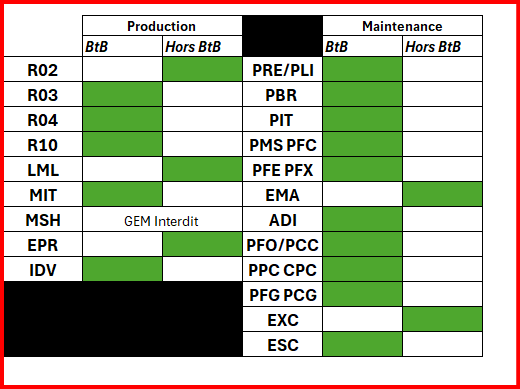 Production Maintenance
BtB Hors BtB BtB Hors BtB
R02 PRE/PLI
R03 PBR
R04 PIT
R10 PMS PFC
LML PFE PFX
MIT EMA
MSH GEM Interdit ADI
EPR PFO/PCC
IDV PPC CPC
PFG PCG
EXC
ESC